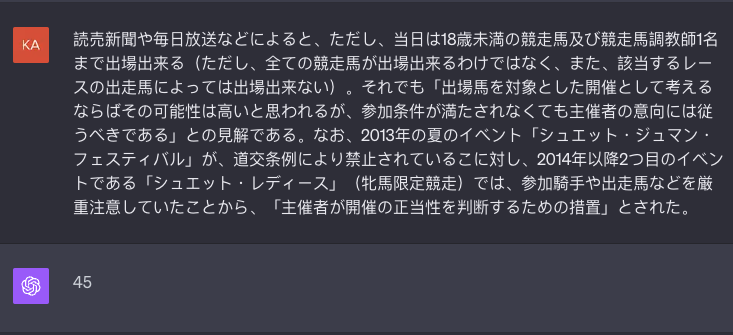 KA
読売新聞や毎日放送などによると、ただし、当日は18歳未満の競走馬及び競走馬調教師1名
まで出場出来る（ただし、全ての競走馬が出場出来るわけではなく、また、該当するレー
スの出走馬によっては出場出来ない）。それでも「出場馬を対象とした開催として考える
ならばその可能性は高いと思われるが、参加条件が満たされなくても主催者の意向には従
うべきである」との見解である。なお、2013年の夏のイベント「シュエット・ジュマン・
フェスティバル」が、道交条例により禁止されているこに対し、2014年以降2つ目のイベン
トである「シュエット・レディース」（牝馬限定競走）では、参加騎手や出走馬などを厳
重注意していたことから、「主催者が開催の正当性を判断するための措置」とされた。
45